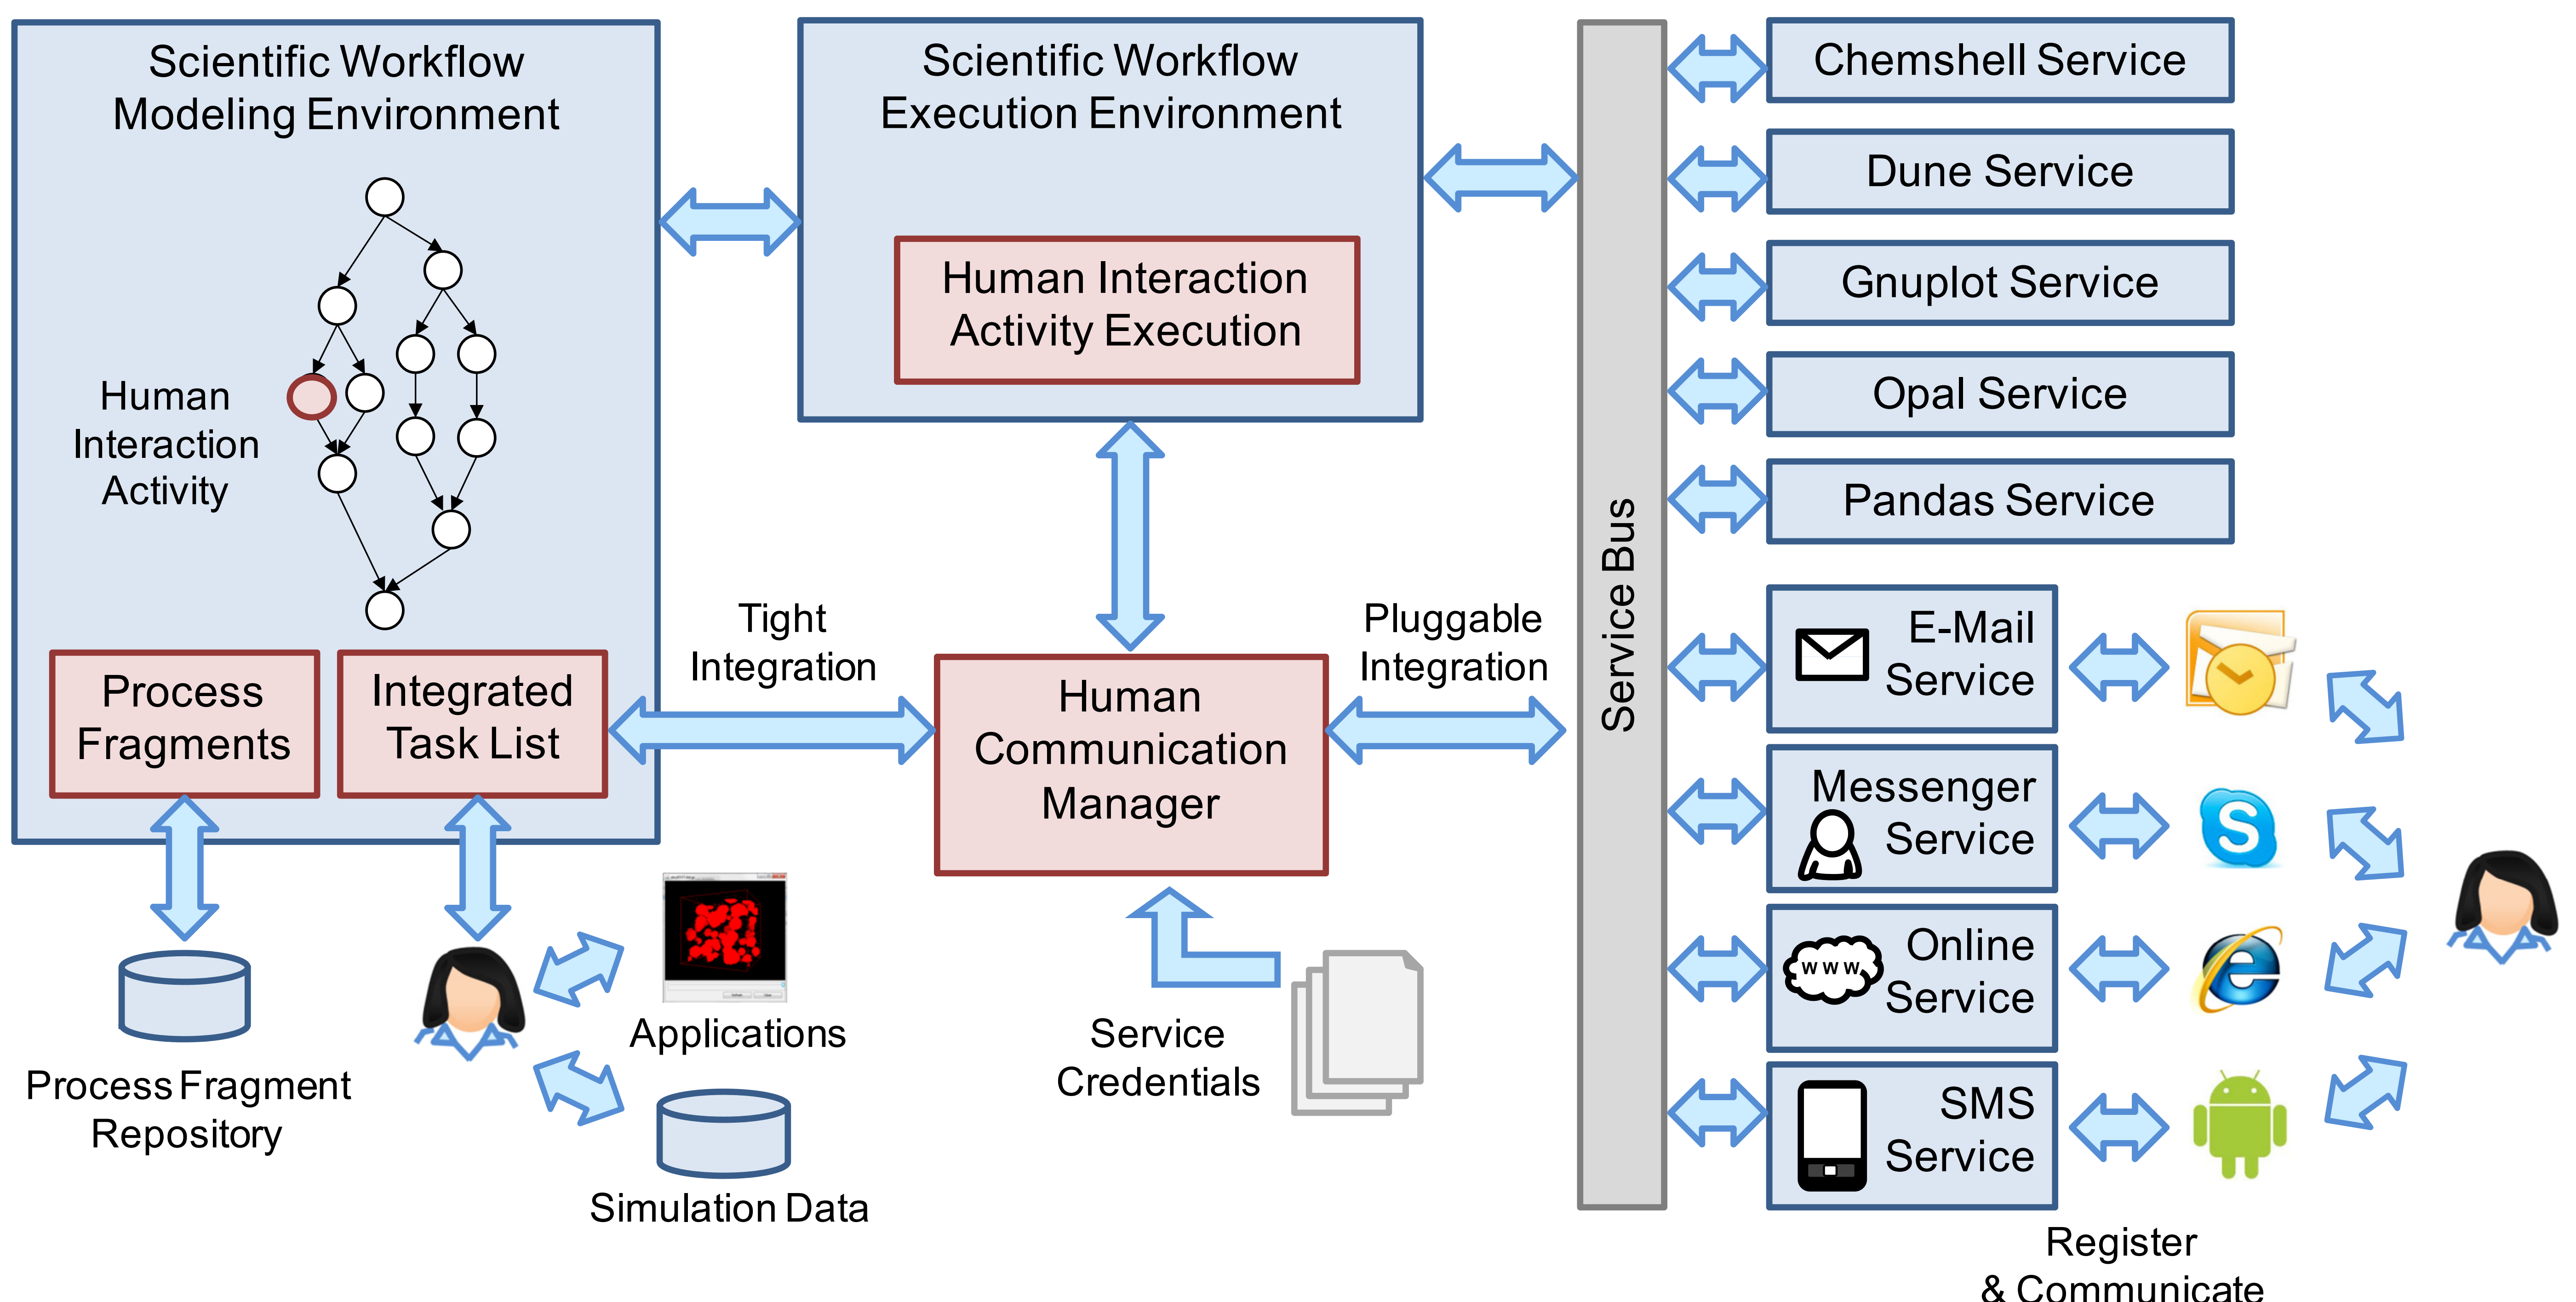 Scientific Workflow
Modeling Environment
Human
Interaction
Activity
Process
Fragments
Integrated
Task List
Process Fragment
Repository
Applications
Simulation Data
Tight
Integration
Scientific Workflow
Execution Environment
Human Interaction
Activity Execution
Human
Communication
Manager
Pluggable
Integration
Service
Credentials
Service Bus
Chemshell Service
Dune Service
Gnuplot Service
Opal Service
Pandas Service
E-Mail
Service
Messenger
Service
S
Online
www
Service
SMS
Service
Register
& Communicate